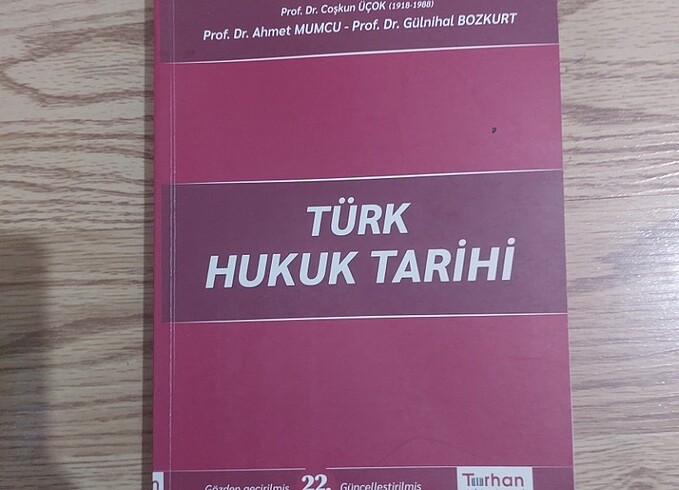 Prof. Dr. Coşkun ÜÇOK (1918-1988)
Prof. Dr. Ahmet MUMCU - Prof. Dr. Gülnihal BOZKURT
TÜRK
HUKUK TARİHİ
Gözden geçirilmiş 22. Güncelleştirilmiş
Turhan